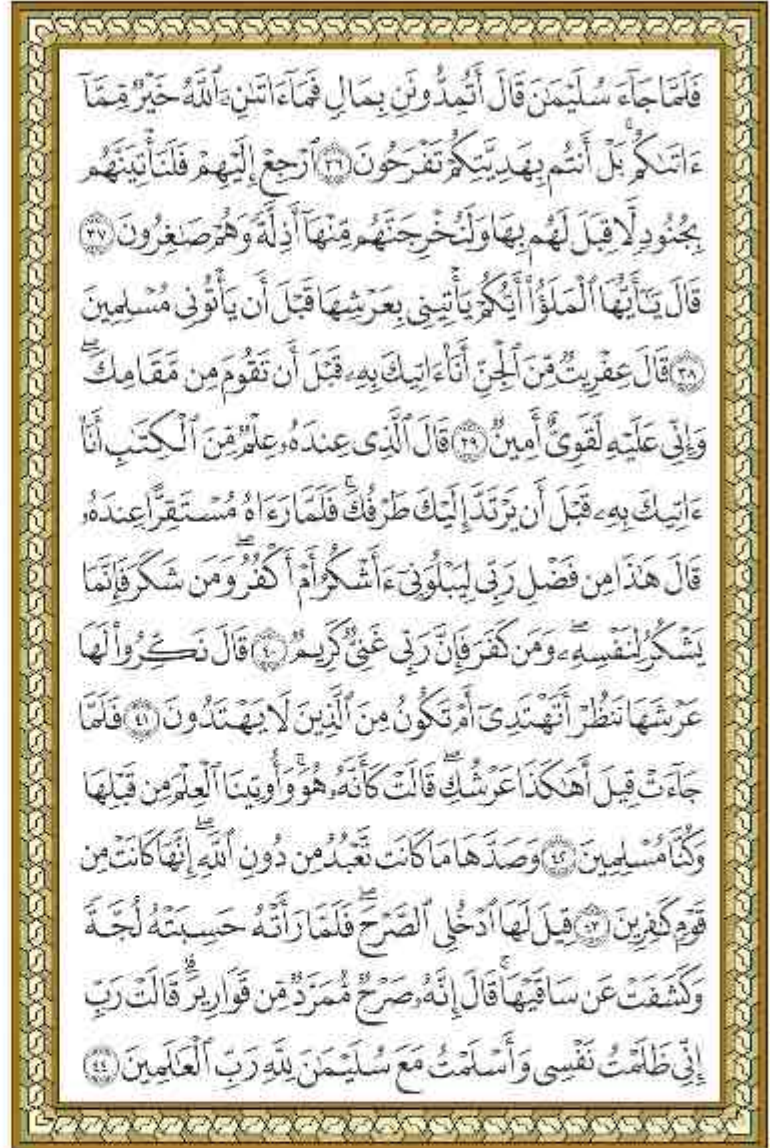 فَلَمَّا جَآءَ سُلَيْمَـٰنَ قَالَ أَتُمِدُّونَنِ بِمَالٍ فَمَآ ءَاتَىٰنِۦَ ٱللَّهُ خَيْرٌ مِّمَّآ
ءَاتَىٰكُم ۚ بَلْ أَنتُم بِهَدِيَّتِكُمْ تَفْرَحُونَ ٣٦ ٱرْجِعْ إِلَيْهِمْ فَلَنَأْتِيَنَّهُم
بِجُنُودٍ لَّا قِبَلَ لَهُم بِهَا وَلَنُخْرِجَنَّهُم مِّنْهَآ أَذِلَّةً وَهُمْ صَـٰغِرُونَ ٣٧
قَالَ يَـٰٓأَيُّهَا ٱلْمَلَؤُا۟ أَيُّكُمْ يَأْتِينِى بِعَرْشِهَا قَبْلَ أَن يَأْتُونِى مُسْلِمِينَ
٣٨ قَالَ عِفْرِيتٌ مِّنَ ٱلْجِنِّ أَنَا۠ ءَاتِيكَ بِهِۦ قَبْلَ أَن تَقُومَ مِن مَّقَامِكَ ۖ
وَإِنِّى عَلَيْهِ لَقَوِىٌّ أَمِينٌ ٣٩ قَالَ ٱلَّذِى عِندَهُۥ عِلْمٌ مِّنَ ٱلْكِتَـٰبِ أَنَا۠
ءَاتِيكَ بِهِۦ قَبْلَ أَن يَرْتَدَّ إِلَيْكَ طَرْفُكَ ۚ فَلَمَّا رَءَاهُ مُسْتَقِرًّا عِندَهُۥ
قَالَ هَـٰذَا مِن فَضْلِ رَبِّى لِيَبْلُوَنِىٓ ءَأَشْكُرُ أَمْ أَكْفُرُ ۖ وَمَن شَكَرَ فَإِنَّمَا
يَشْكُرُ لِنَفْسِهِۦ ۖ وَمَن كَفَرَ فَإِنَّ رَبِّى غَنِىٌّ كَرِيمٌ ٤٠ قَالَ نَكِّرُوا۟ لَهَا
عَرْشَهَا نَنظُرْ أَتَهْتَدِىٓ أَمْ تَكُونُ مِنَ ٱلَّذِينَ لَا يَهْتَدُونَ ٤١ فَلَمَّا
جَآءَتْ قِيلَ أَهَـٰكَذَا عَرْشُكِ ۖ قَالَتْ كَأَنَّهُۥ هُوَ ۚ وَأُوتِينَا ٱلْعِلْمَ مِن قَبْلِهَا
وَكُنَّا مُسْلِمِينَ ٤٢ وَصَدَّهَا مَا كَانَت تَّعْبُدُ مِن دُونِ ٱللَّهِ ۖ إِنَّهَا كَانَتْ مِن
قَوْمٍ كَـٰفِرِينَ ٤٣ قِيلَ لَهَا ٱدْخُلِى ٱلصَّرْحَ ۖ فَلَمَّا رَأَتْهُ حَسِبَتْهُ لُجَّةً
وَكَشَفَتْ عَن سَاقَيْهَا ۚ قَالَ إِنَّهُۥ صَرْحٌ مُّمَرَّدٌ مِّن قَوَارِيرَ ۗ قَالَتْ رَبِّ
إِنِّى ظَلَمْتُ نَفْسِى وَأَسْلَمْتُ مَعَ سُلَيْمَـٰنَ لِلَّهِ رَبِّ ٱلْعَـٰلَمِينَ ٤٤